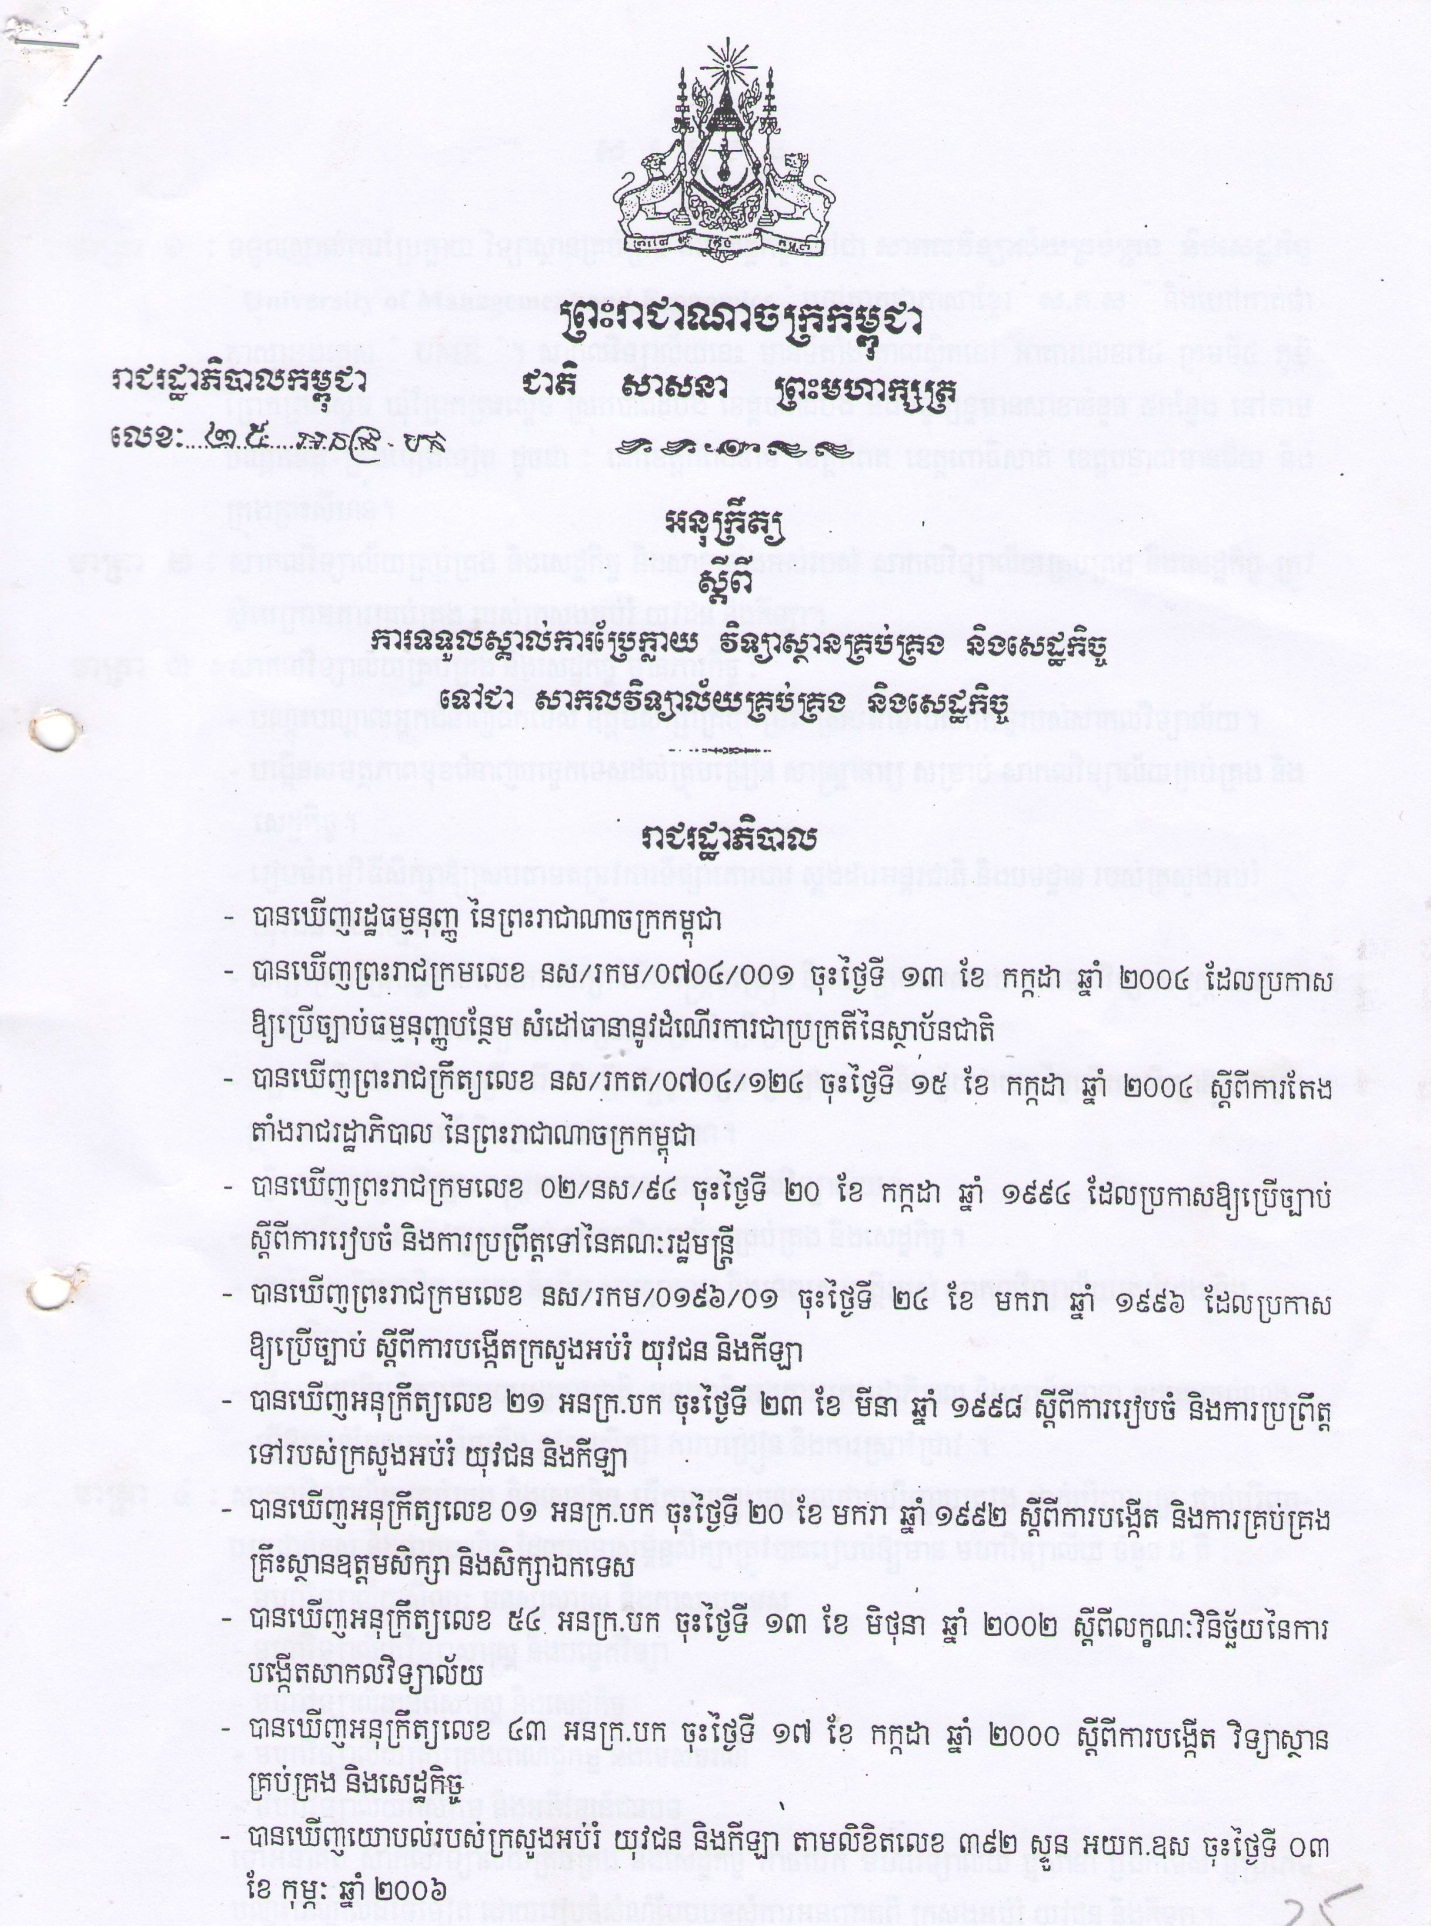 ព្រះរាជាណាចក្រកម្ពុជា
រាជរដ្ឋាភិបាលកម្ពុជា
ជាតិ សាសនា ព្រះមហាក្សត្រ
លេខ: ២៥ អនក្រ.បក
អនុក្រឹត្យ
ស្តីពី
ការទទួលស្គាល់ការប្រែក្លាយ វិទ្យាស្ថានគ្រប់គ្រង និងសេដ្ឋកិច្ច
ទៅជា សាកលវិទ្យាល័យគ្រប់គ្រង និងសេដ្ឋកិច្ច
រាជរដ្ឋាភិបាល
- បានឃើញរដ្ឋធម្មនុញ្ញ នៃព្រះរាជាណាចក្រកម្ពុជា
- បានឃើញព្រះរាជក្រមលេខ នស/រកម/០៧០៤/០០១ ចុះថ្ងៃទី ១៣ ខែ កក្កដា ឆ្នាំ ២០០៤ ដែលប្រកាស
ឱ្យប្រើច្បាប់ធម្មនុញ្ញបន្ថែម សំដៅធានានូវដំណើរការជាប្រក្រតីនៃស្ថាប័នជាតិ
- បានឃើញព្រះរាជក្រឹត្យលេខ នស/រកត/០៧០៤/១២៤ ចុះថ្ងៃទី ១៥ ខែ កក្កដា ឆ្នាំ ២០០៤ ស្តីពីការតែង
តាំងរាជរដ្ឋាភិបាល នៃព្រះរាជាណាចក្រកម្ពុជា
- បានឃើញព្រះរាជក្រមលេខ ០២/នស/៩៤ ចុះថ្ងៃទី ២០ ខែ កក្កដា ឆ្នាំ ១៩៩៤ ដែលប្រកាសឱ្យប្រើច្បាប់
ស្តីពីការរៀបចំ និងការប្រព្រឹត្តទៅនៃគណៈរដ្ឋមន្ត្រី
- បានឃើញព្រះរាជក្រមលេខ នស/រកម/០១៩៦/០១ ចុះថ្ងៃទី ២៤ ខែ មករា ឆ្នាំ ១៩៩៦ ដែលប្រកាស
ឱ្យប្រើច្បាប់ ស្តីពីការបង្កើតក្រសួងអប់រំ យុវជន និងកីឡា
- បានឃើញអនុក្រឹត្យលេខ ២១ អនក្រ.បក ចុះថ្ងៃទី ២៣ ខែ មីនា ឆ្នាំ ១៩៩៨ ស្តីពីការរៀបចំ និងការប្រព្រឹត្ត
ទៅរបស់ក្រសួងអប់រំ យុវជន និងកីឡា
- បានឃើញអនុក្រឹត្យលេខ ០១ អនក្រ.បក ចុះថ្ងៃទី ២០ ខែ មករា ឆ្នាំ ១៩៩២ ស្តីពីការបង្កើត និងការគ្រប់គ្រង
គ្រឹះស្ថានឧត្តមសិក្សា និងសិក្សាឯកទេស
- បានឃើញអនុក្រឹត្យលេខ ៥៤ អនក្រ.បក ចុះថ្ងៃទី ១៣ ខែ មិថុនា ឆ្នាំ ២០០២ ស្តីពីលក្ខណៈវិនិច្ឆ័យនៃការ
បង្កើតសាកលវិទ្យាល័យ
- បានឃើញអនុក្រឹត្យលេខ ៤៣ អនក្រ.បក ចុះថ្ងៃទី ១៧ ខែ កក្កដា ឆ្នាំ ២០០០ ស្តីពីការបង្កើត វិទ្យាស្ថាន
គ្រប់គ្រង និងសេដ្ឋកិច្ច
- បានឃើញយោបល់របស់ក្រសួងអប់រំ យុវជន និងកីឡា តាមលិខិតលេខ ៣៩២ ស្នួន អយក.ឧស ចុះថ្ងៃទី ០៣
ខែ កុម្ភៈ ឆ្នាំ ២០០៦